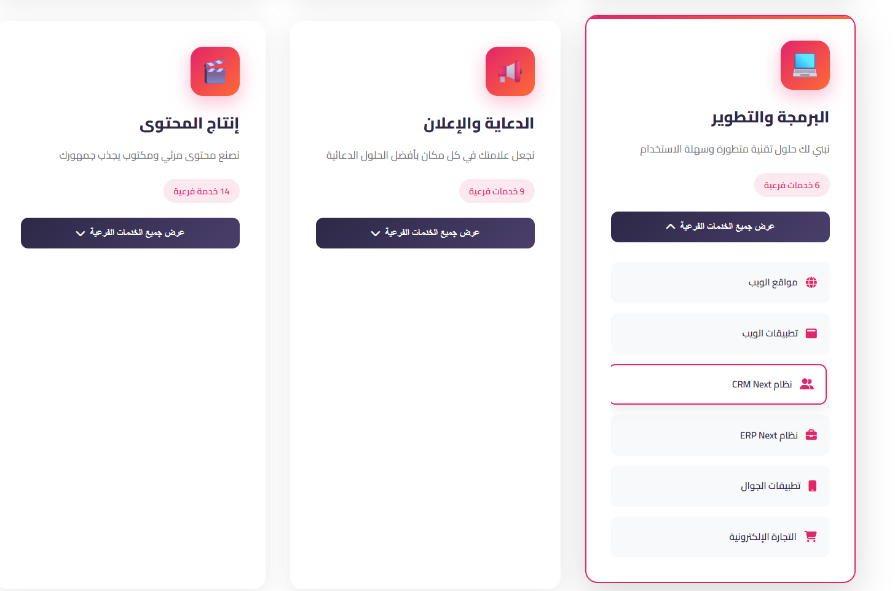 البرمجة والتطوير
نبني لك حلول تقنية متطورة وسهلة الاستخدام
6 خدمات فرعية
عرض جميع الخدمات الفرعية
مواقع الويب
تطبيقات الويب
نظام CRM Next
نظام ERP Next
تطبيقات الجوال
التجارة الإلكترونية
الدعاية والإعلان
نجعل علامتك في كل مكان بأفضل الحلول الدعائية
9 خدمات فرعية
عرض جميع الخدمات الفرعية
إنتاج المحتوى
نصنع محتوى مرئي ومكتوب يجذب جمهورك
14 خدمة فرعية
عرض جميع الخدمات الفرعية